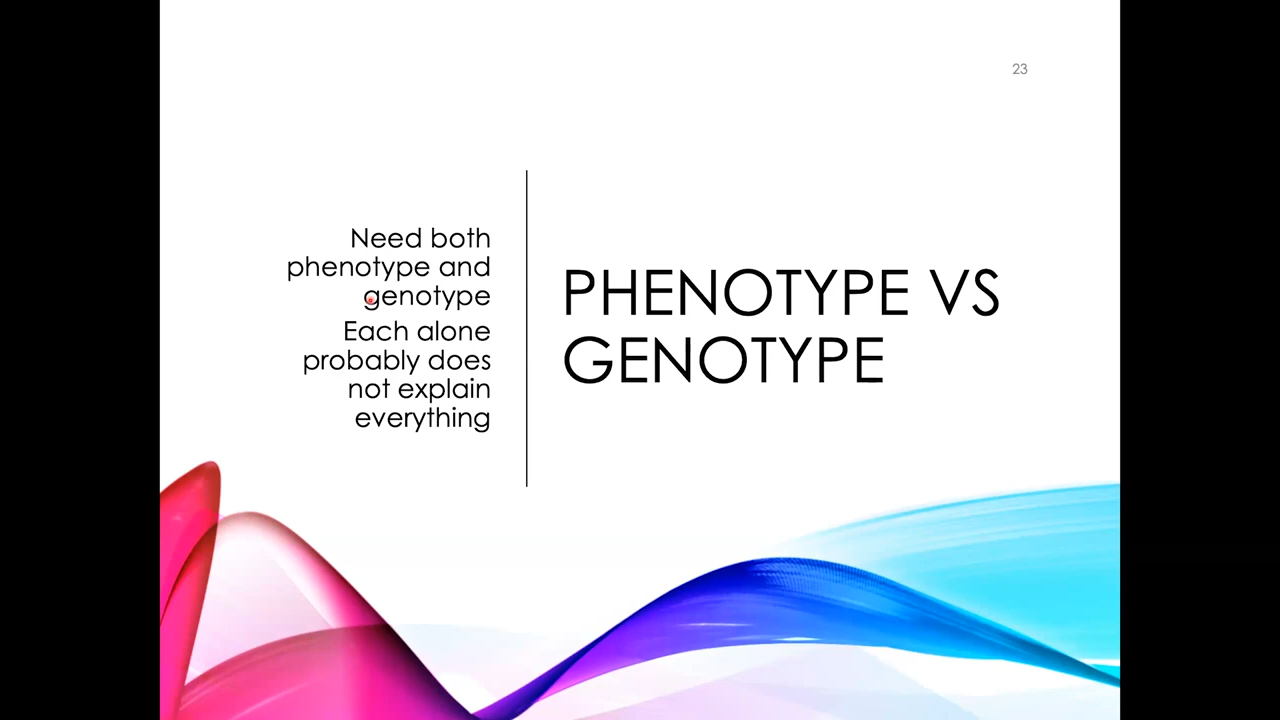 23
Need both
phenotype and
genotype
Each alone
probably does
not explain
everything
PHENOTYPE VS
GENOTYPE